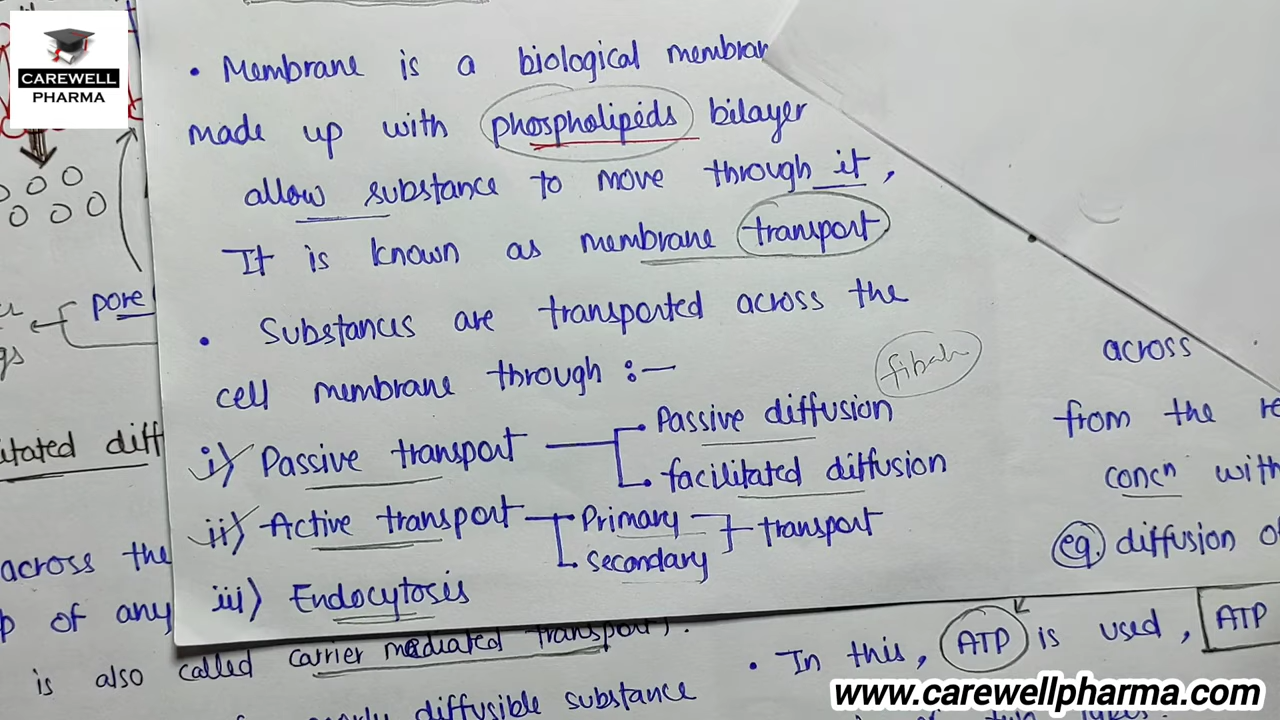 CAREWELL
PHARMA
• Membrane is a biological membran
made up with phospholipids bilayer
allow substance to move through it,
It is known as membrane transport
• Substances are transported across the
cell membrane through :-
i) Passive transport
Passive diffusion
facilitated diffusion
ii) Active transport
Primary
Secondary
transport
iii) Endocytosis
pore
itated diff
across the
of any
is also called carrier mediated transport.
diffusible substance
across
from the re
concn with
eg. diffusion o
• In this, ATP is used, ATP
www.carewellpharma.com